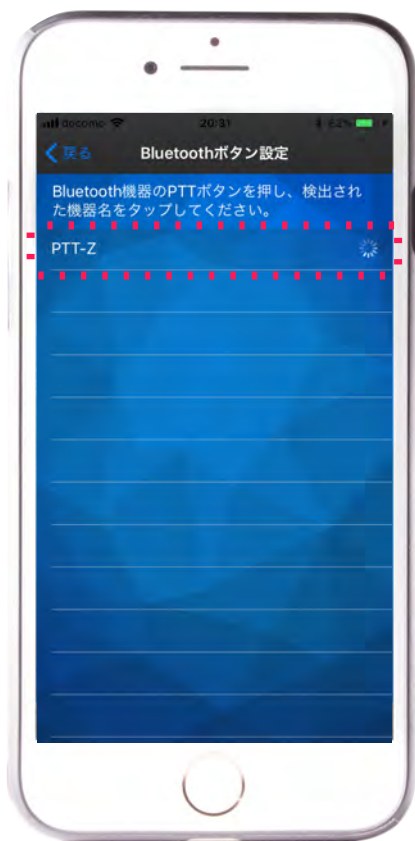 docomo 20:31 82%
戻る Bluetoothボタン設定
Bluetooth機器のPTTボタンを押し、検出され
た機器名をタップしてください。
PTT-Z